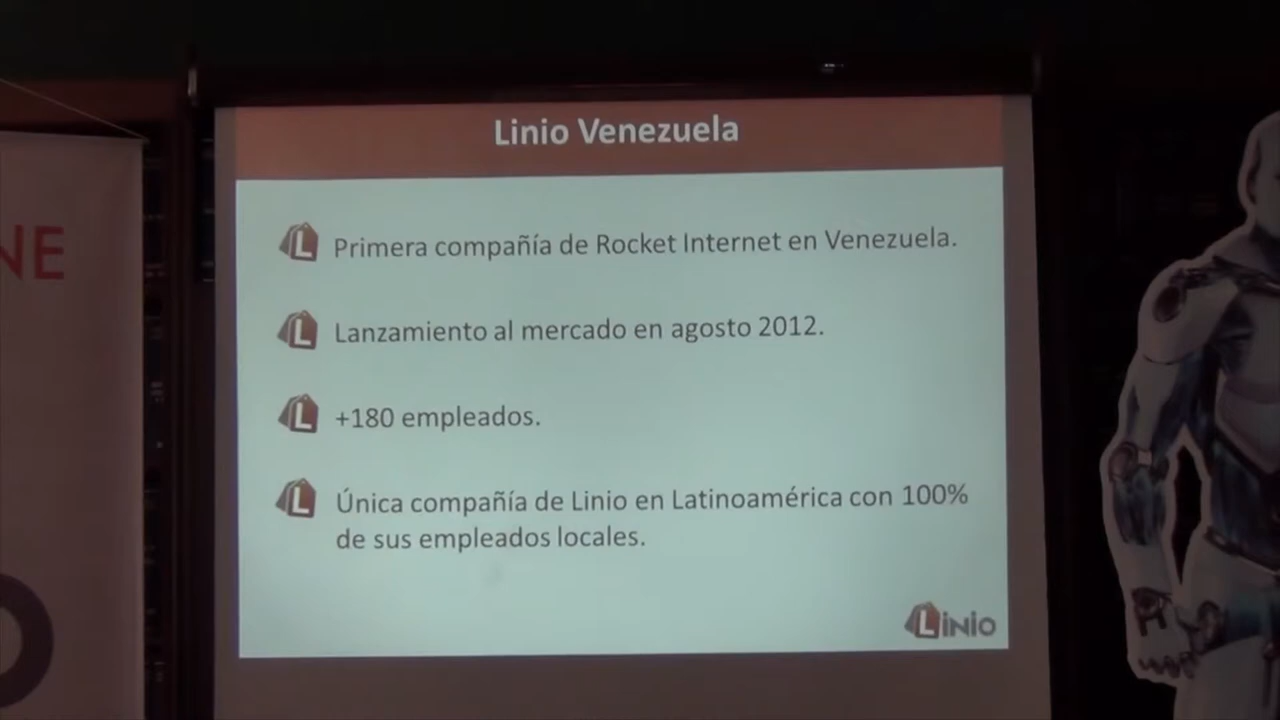 Linio Venezuela
NE
L Primera compañía de Rocket Internet en Venezuela.
L Lanzamiento al mercado en agosto 2012.
L +180 empleados.
L Única compañía de Linio en Latinoamérica con 100%
de sus empleados locales.
LINIO